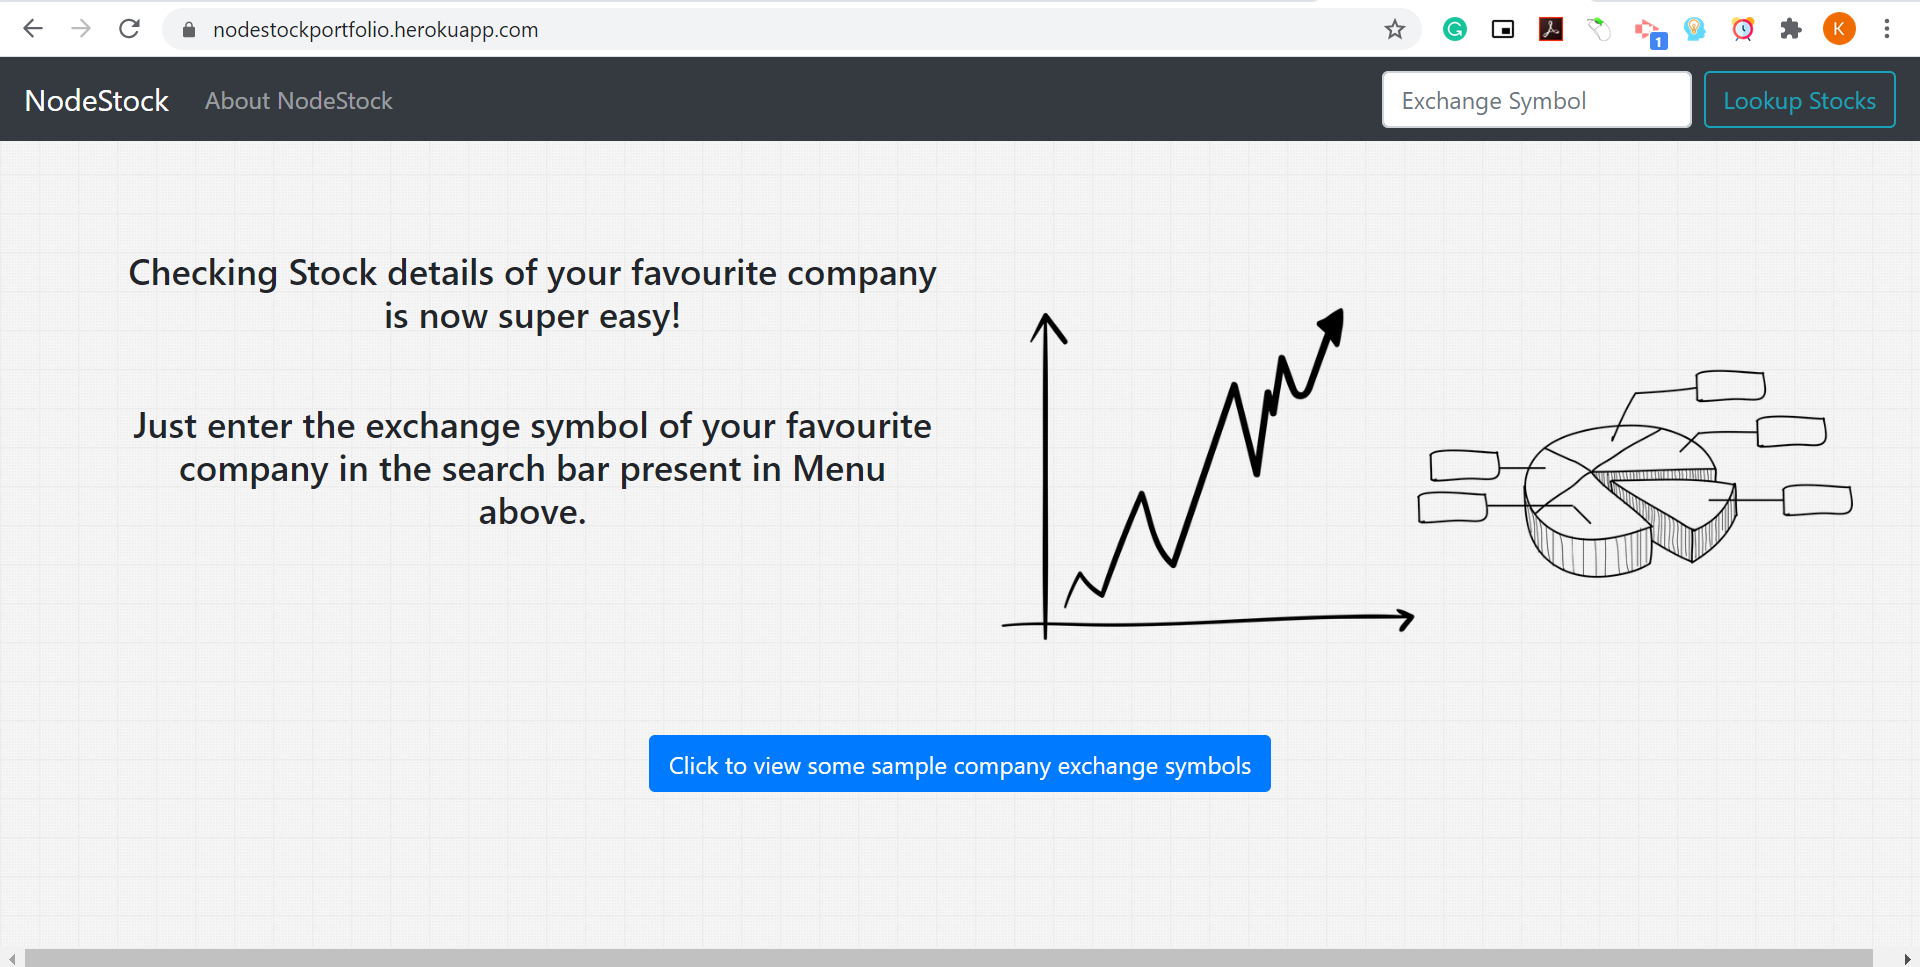 nodestockportfolio.herokuapp.com
1
K
NodeStock
About NodeStock
Exchange Symbol
Lookup Stocks
Checking Stock details of your favourite company
is now super easy!
Just enter the exchange symbol of your favourite
company in the search bar present in Menu
above.
Click to view some sample company exchange symbols